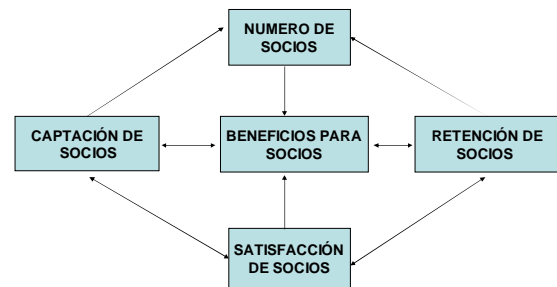 NUMERO DE
SOCIOS
CAPTACIÓN DE
SOCIOS
BENEFICIOS PARA
SOCIOS
RETENCIÓN DE
SOCIOS
SATISFACCIÓN
DE SOCIOS